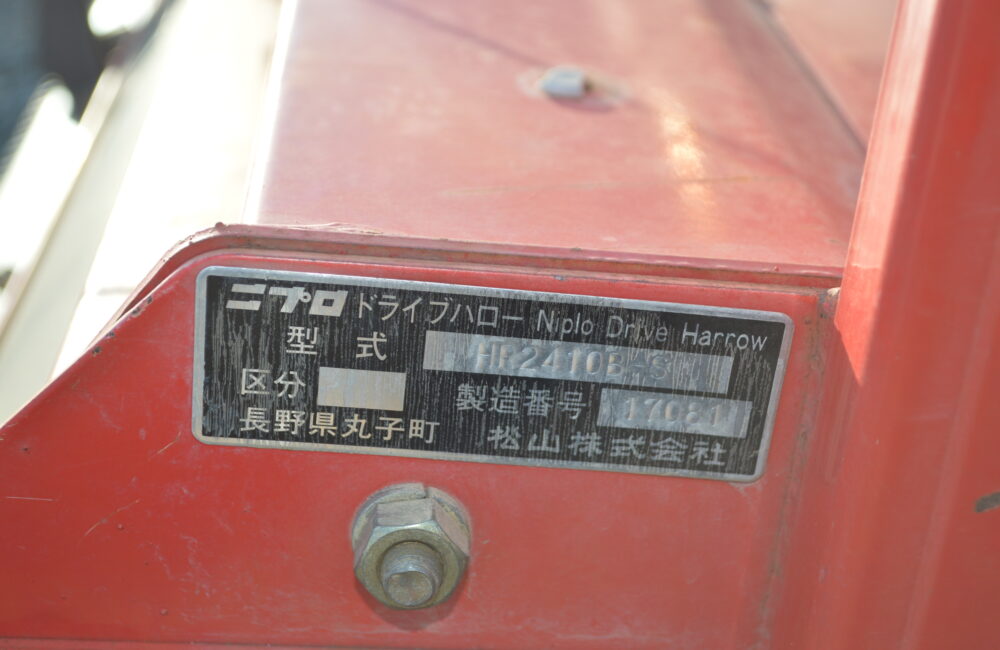 ニプロ ドライブハロー Niplo Drive Harrow
型式 HR2410B
区分
製造番号 17081
長野県丸子町 松山株式会社